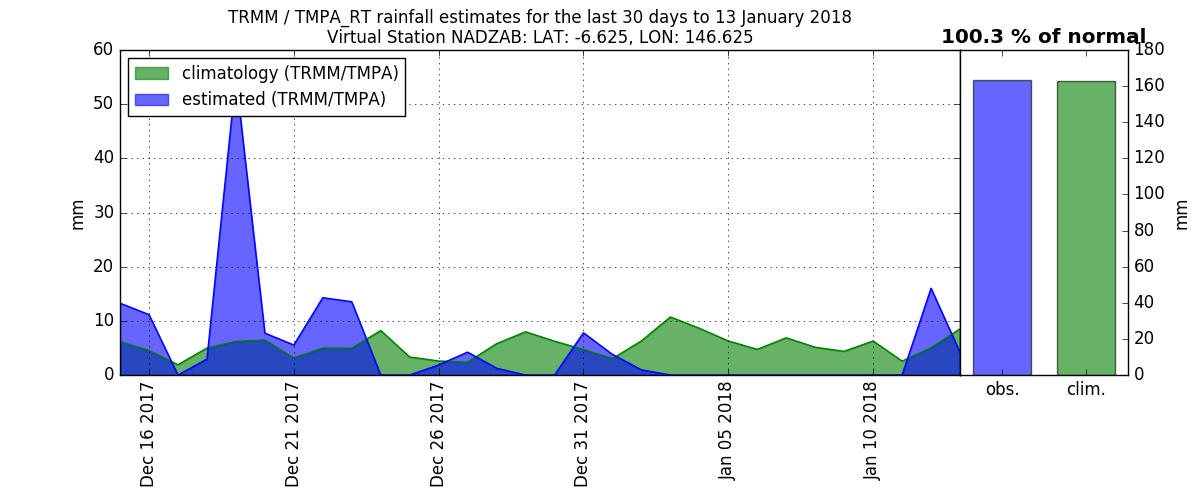 TRMM / TMPA_RT rainfall estimates for the last 30 days to 13 January 2018
Virtual Station NADZAB: LAT: -6.625, LON: 146.625
100.3 % of normal
climatology (TRMM/TMPA)
estimated (TRMM/TMPA)
60
50
40
30
20
10
0
mm
180
160
140
120
100
80
60
40
20
0
mm
Dec 16 2017
Dec 21 2017
Dec 26 2017
Dec 31 2017
Jan 05 2018
Jan 10 2018
obs.
clim.